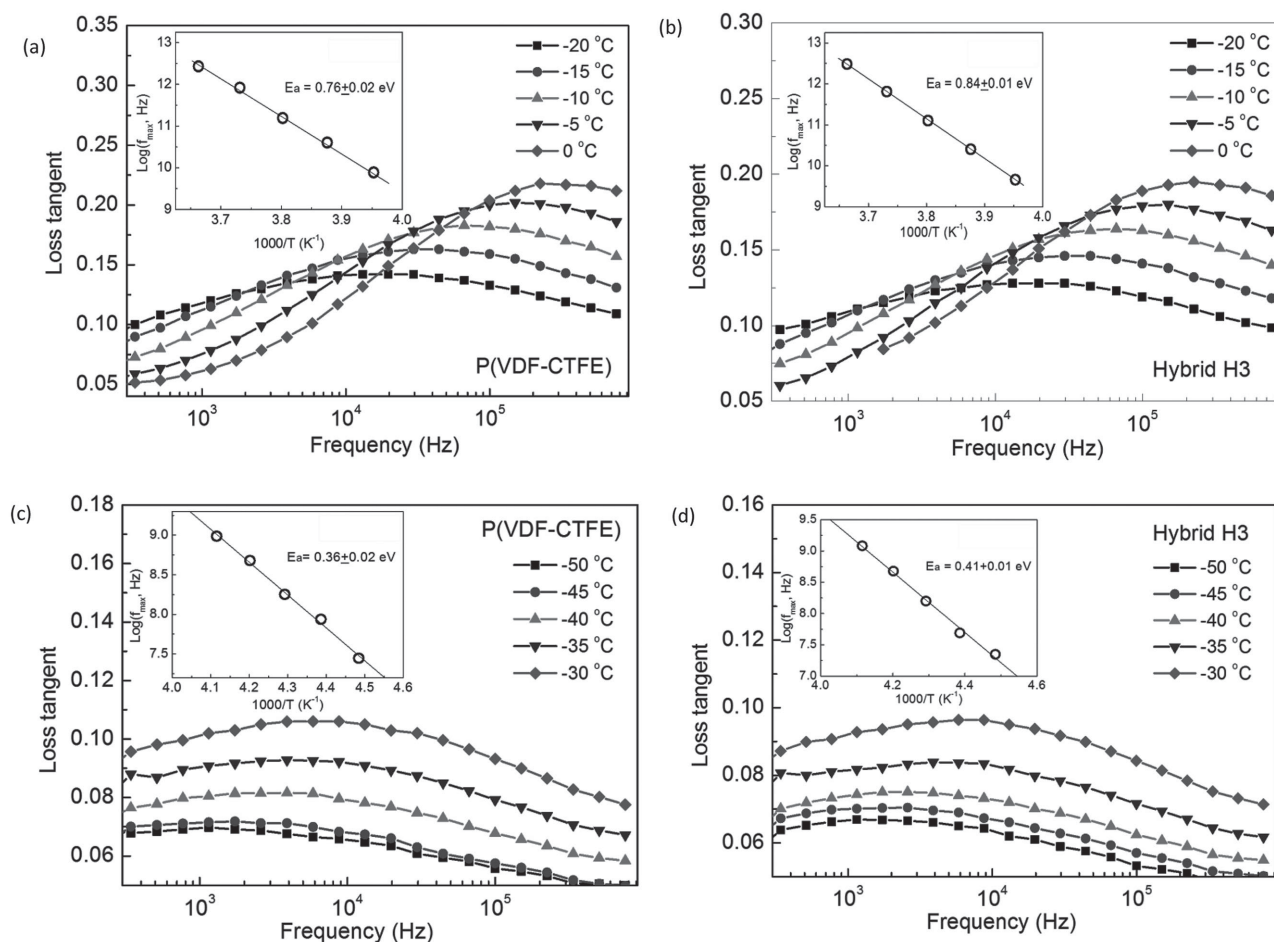 (a)
Loss tangent
0.35
0.30
0.25
0.20
0.15
0.10
0.05
Log(f_max, Hz)
13
12
11
10
9
Ea = 0.76±0.02 eV
3.7 3.8 3.9 4.0
1000/T (K⁻¹)
-20 °C
-15 °C
-10 °C
-5 °C
0 °C
P(VDF-CTFE)
10³ 10⁴ 10⁵
Frequency (Hz)
(b)
Loss tangent
0.30
0.25
0.20
0.15
0.10
0.05
Log(f_max, Hz)
13
12
11
10
9
Ea = 0.84±0.01 eV
3.7 3.8 3.9 4.0
1000/T (K⁻¹)
-20 °C
-15 °C
-10 °C
-5 °C
0 °C
Hybrid H3
10³ 10⁴ 10⁵
Frequency (Hz)
(c)
Loss tangent
0.18
0.16
0.14
0.12
0.10
0.08
0.06
Log(f_max, Hz)
9.0
8.5
8.0
7.5
Ea = 0.36±0.02 eV
4.0 4.1 4.2 4.3 4.4 4.5 4.6
1000/T (K⁻¹)
P(VDF-CTFE)
-50 °C
-45 °C
-40 °C
-35 °C
-30 °C
10³ 10⁴ 10⁵
Frequency (Hz)
(d)
Loss tangent
0.16
0.14
0.12
0.10
0.08
0.06
Log(f_max, Hz)
9.5
9.0
8.5
8.0
7.5
7.0
Ea = 0.41+0.01 eV
4.0 4.2 4.4 4.6
1000/T (K⁻¹)
Hybrid H3
-50 °C
-45 °C
-40 °C
-35 °C
-30 °C
10³ 10⁴ 10⁵
Frequency (Hz)